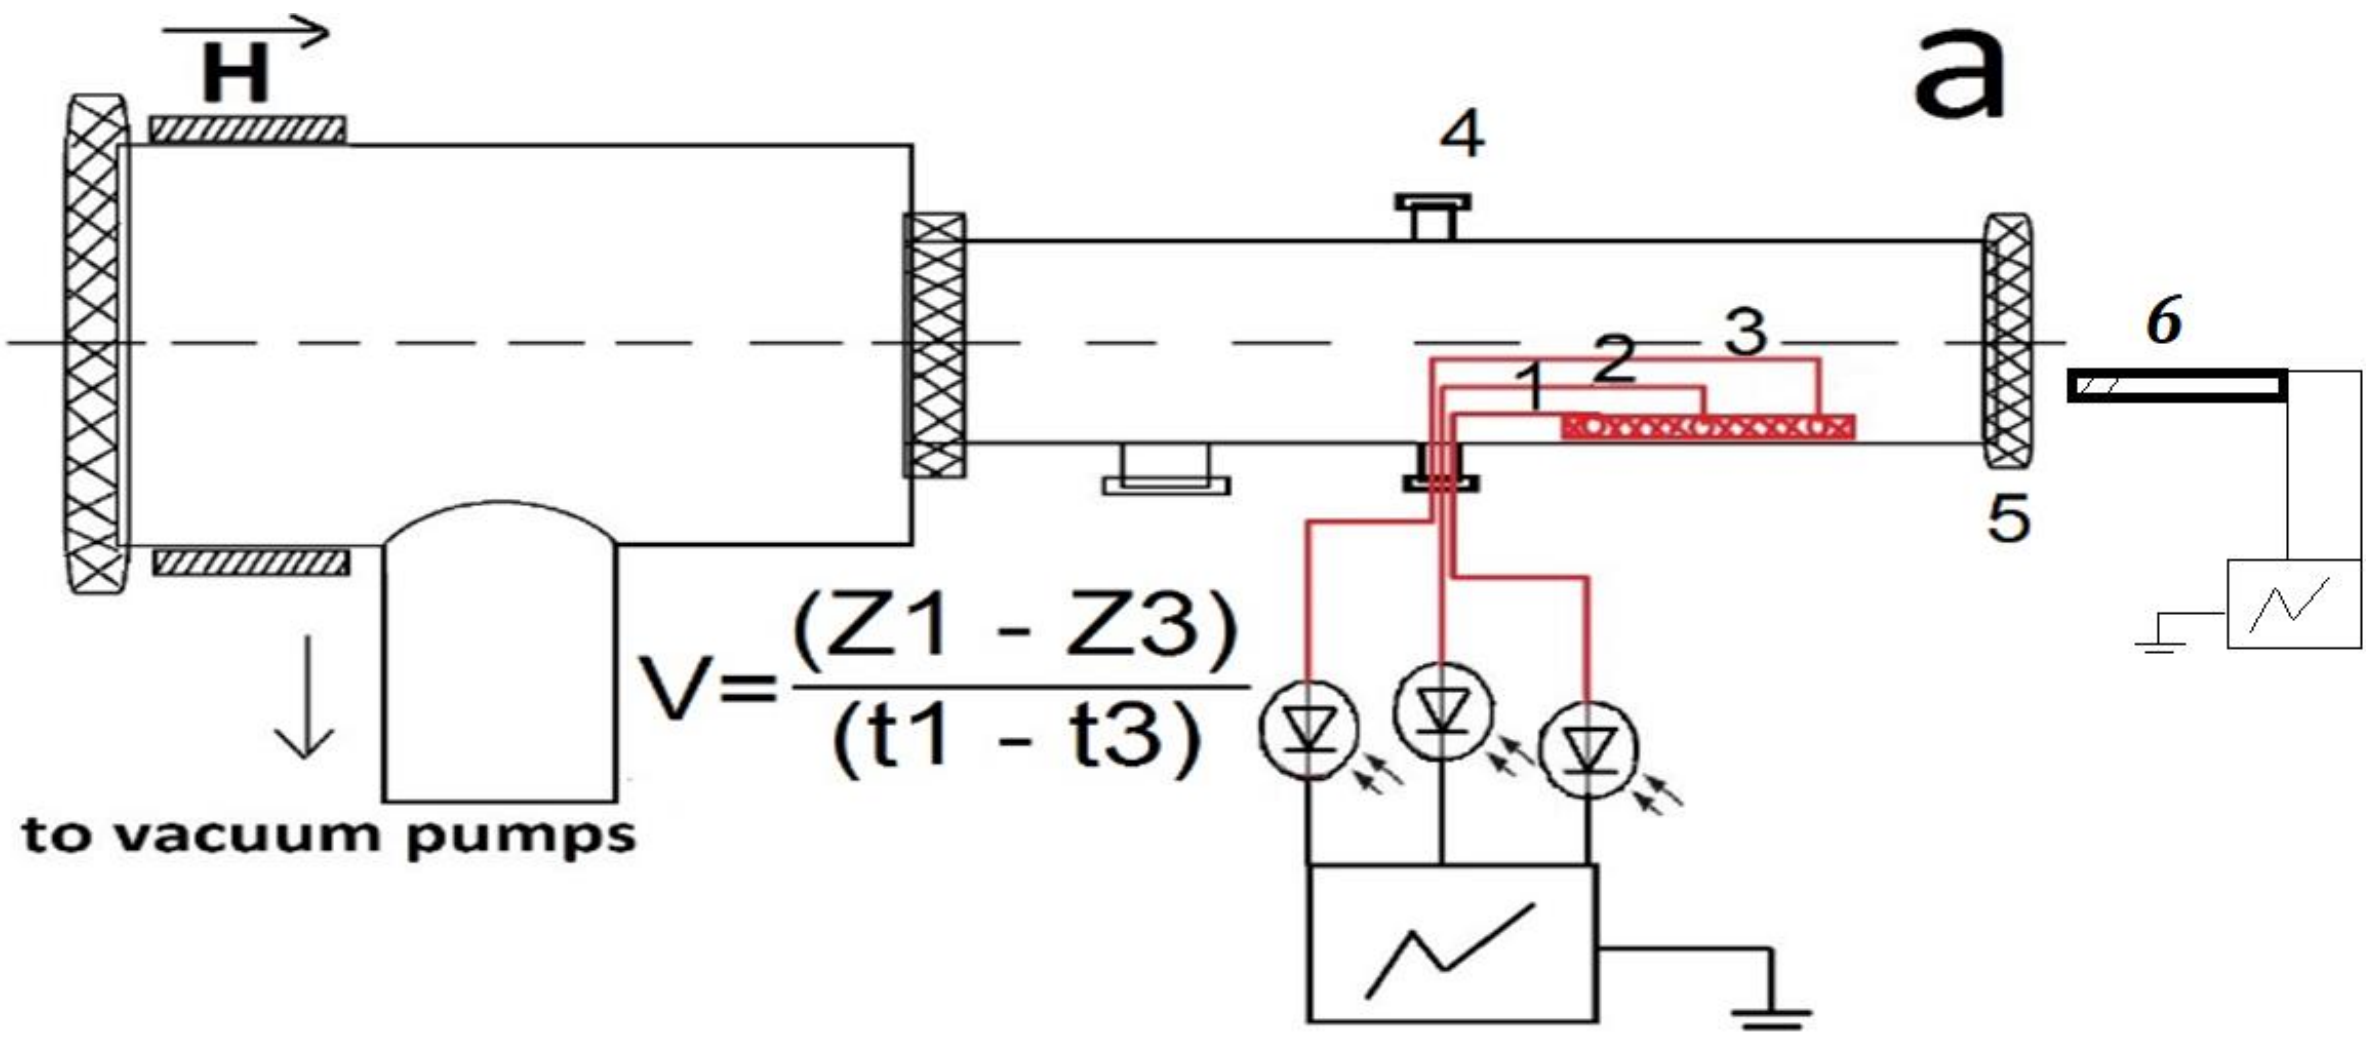 H
a
4
6
3
2
1
5
V= (Z1 - Z3)
(t1 - t3)
to vacuum pumps